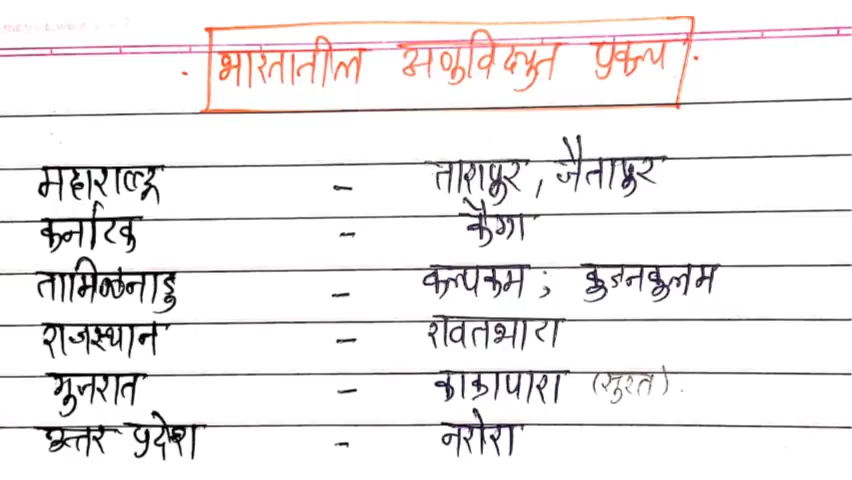 भारतातील अणुविद्युत प्रकल्प
महाराष्ट्र - तारापुर, जैतापुर
कर्नाटक - कैगा
तामिळनाडु - कल्पकम; कुडनकुलम
राजस्थान - रावतभाटा
गुजरात - काकापारा (सुरत).
उत्तर प्रदेश - नरोरा